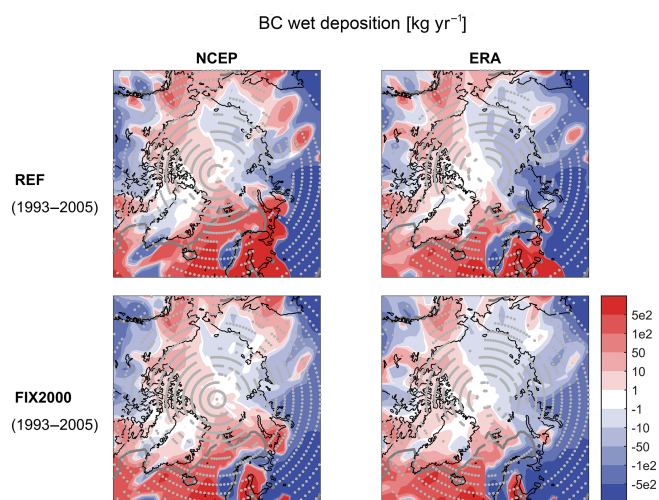 BC wet deposition [kg yr⁻¹]
NCEP ERA
REF
(1993–2005)
FIX2000
(1993–2005)
5e2
1e2
50
10
1
-1
-10
-50
-1e2
-5e2